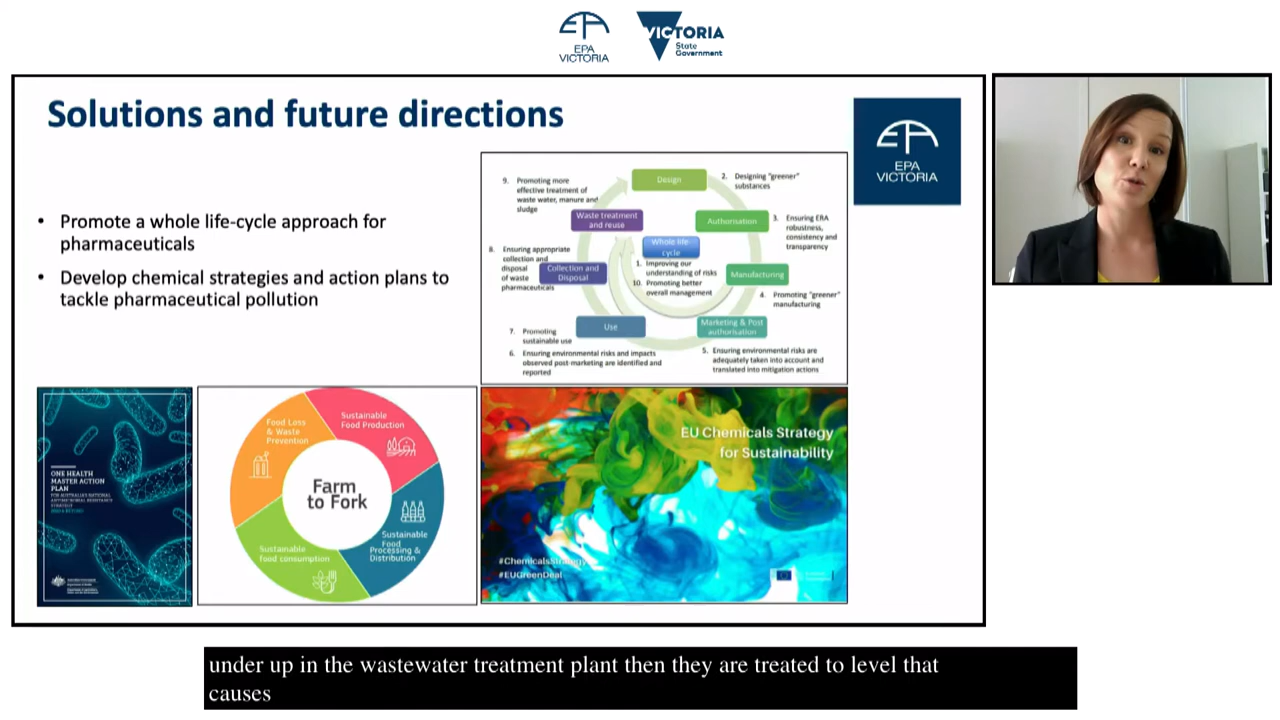 EPA
VICTORIA
VICTORIA
State
Government
Solutions and future directions
EPA
VICTORIA
• Promote a whole life-cycle approach for
pharmaceuticals
• Develop chemical strategies and action plans to
tackle pharmaceutical pollution
Design
2. Designing "greener"
substances
9. Promoting more
effective treatment of
waste water, manure and
sludge
Waste treatment
and reuse
Authorisation
3. Ensuring ERA
robustness,
consistency and
transparency
Whole life-
cycle
8. Ensuring appropriate
collection and
disposal
of waste
pharmaceuticals
Collection and
Disposal
1. Improving our
understanding of risks
10. Promoting better
overall management
Manufacturing
4. Promoting "greener"
manufacturing
Use
Marketing & Post
authorisation
7. Promoting
sustainable use
6. Ensuring environmental risks and impacts
observed post-marketing are identified and
reported
5. Ensuring environmental risks are
adequately taken into account and
translated into mitigation actions
ONE HEALTH
MASTER ACTION
PLAN
FOR AUSTRALIA'S NATIONAL
ANTIMICROBIAL RESISTANCE
STRATEGY
Food Loss
& Waste
Prevention
Sustainable
Food Production
Farm
to Fork
Sustainable
Food
Processing &
Distribution
Sustainable
food consumption
EU Chemicals Strategy
for Sustainability
#ChemicalsStrategy
#EUGreenDeal
under up in the wastewater treatment plant then they are treated to level that
causes